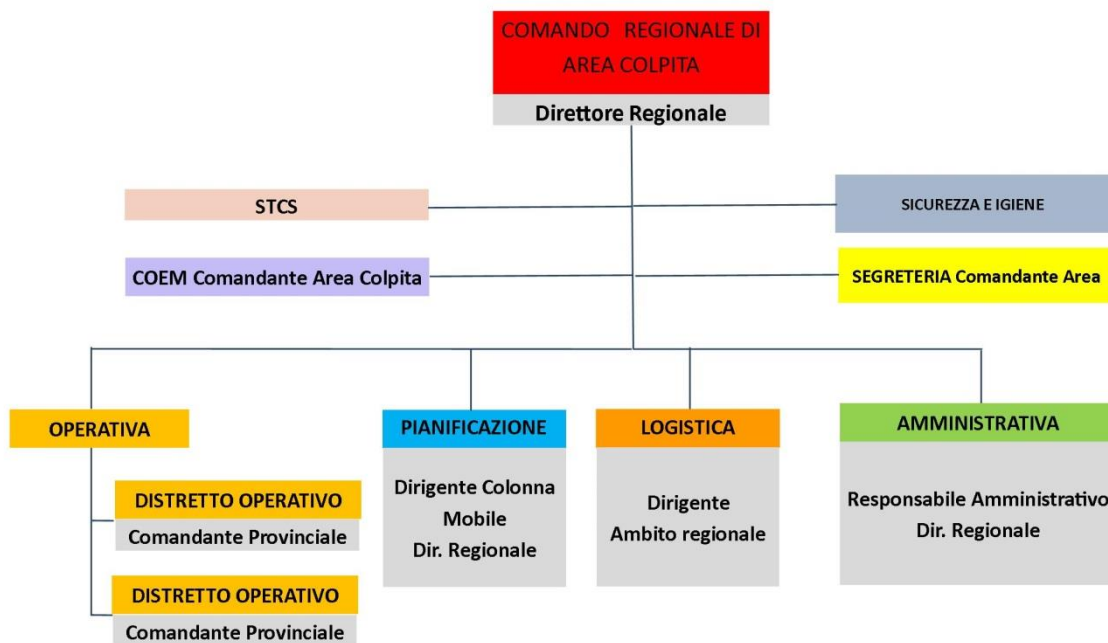 COMANDO REGIONALE DI
AREA COLPITA
Direttore Regionale
STCS
SICUREZZA E IGIENE
COEM Comandante Area Colpita
SEGRETERIA Comandante Area
OPERATIVA
PIANIFICAZIONE
LOGISTICA
AMMINISTRATIVA
Dirigente Colonna
Mobile
Dir. Regionale
Dirigente
Ambito regionale
Responsabile Amministrativo
Dir. Regionale
DISTRETTO OPERATIVO
Comandante Provinciale
DISTRETTO OPERATIVO
Comandante Provinciale